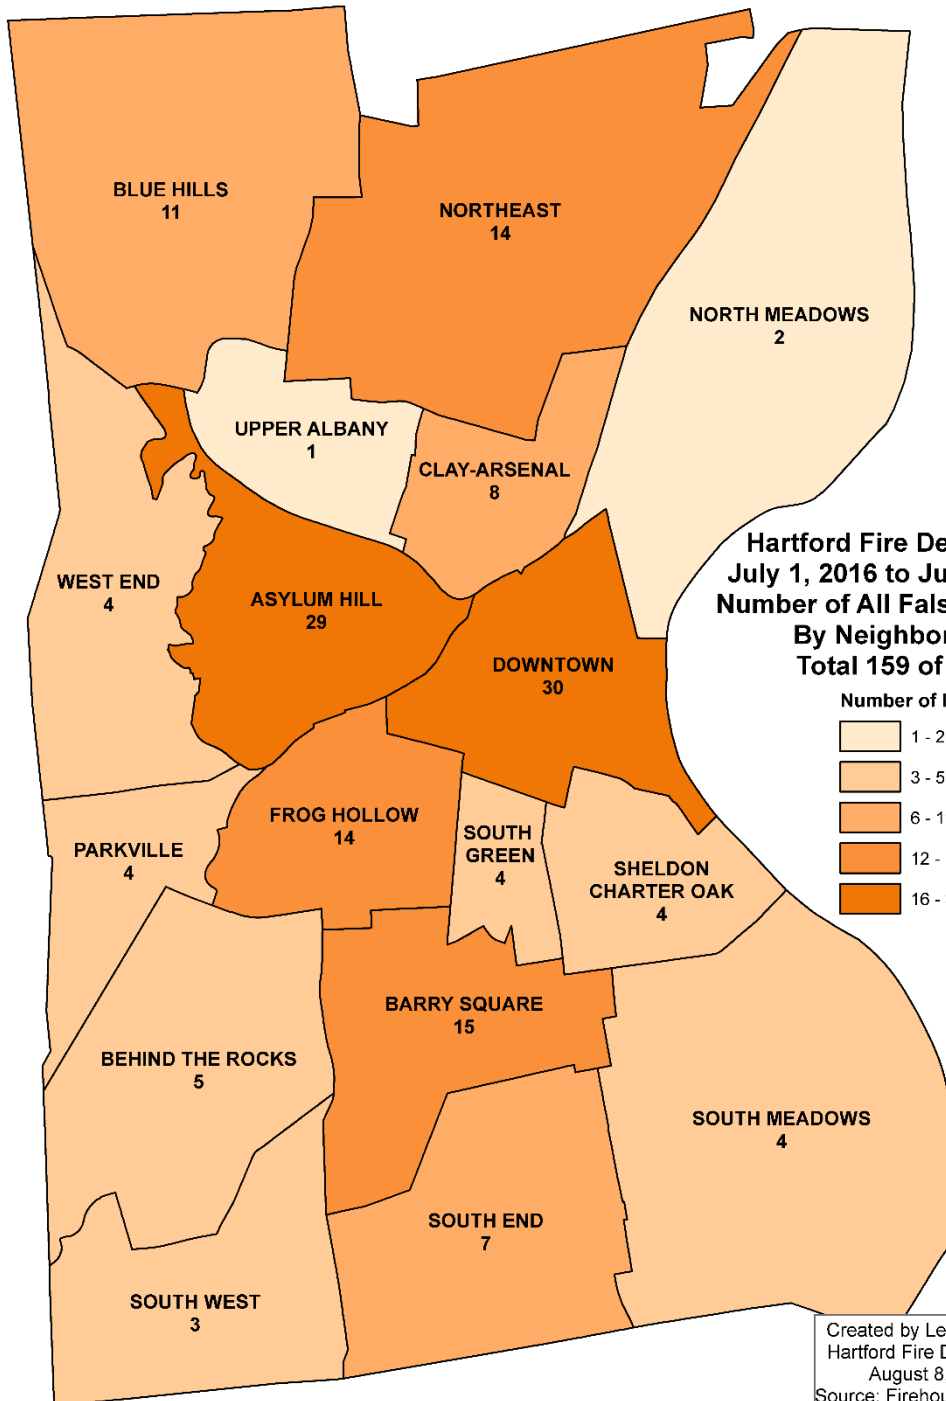 BLUE HILLS
11
NORTHEAST
14
NORTH MEADOWS
2
UPPER ALBANY
1
CLAY-ARSENAL
8
WEST END
4
ASYLUM HILL
29
DOWNTOWN
30
Hartford Fire De
July 1, 2016 to Ju
Number of All Fals
By Neighbor
Total 159 of
Number of
1 - 2
3 - 5
6 - 1
12 -
16 -
FROG HOLLOW
14
SOUTH
GREEN
4
PARKVILLE
4
SHELDON
CHARTER OAK
4
BARRY SQUARE
15
BEHIND THE ROCKS
5
SOUTH MEADOWS
4
SOUTH END
7
SOUTH WEST
3
Created by Le
Hartford Fire D
August 8
Source: Firehou